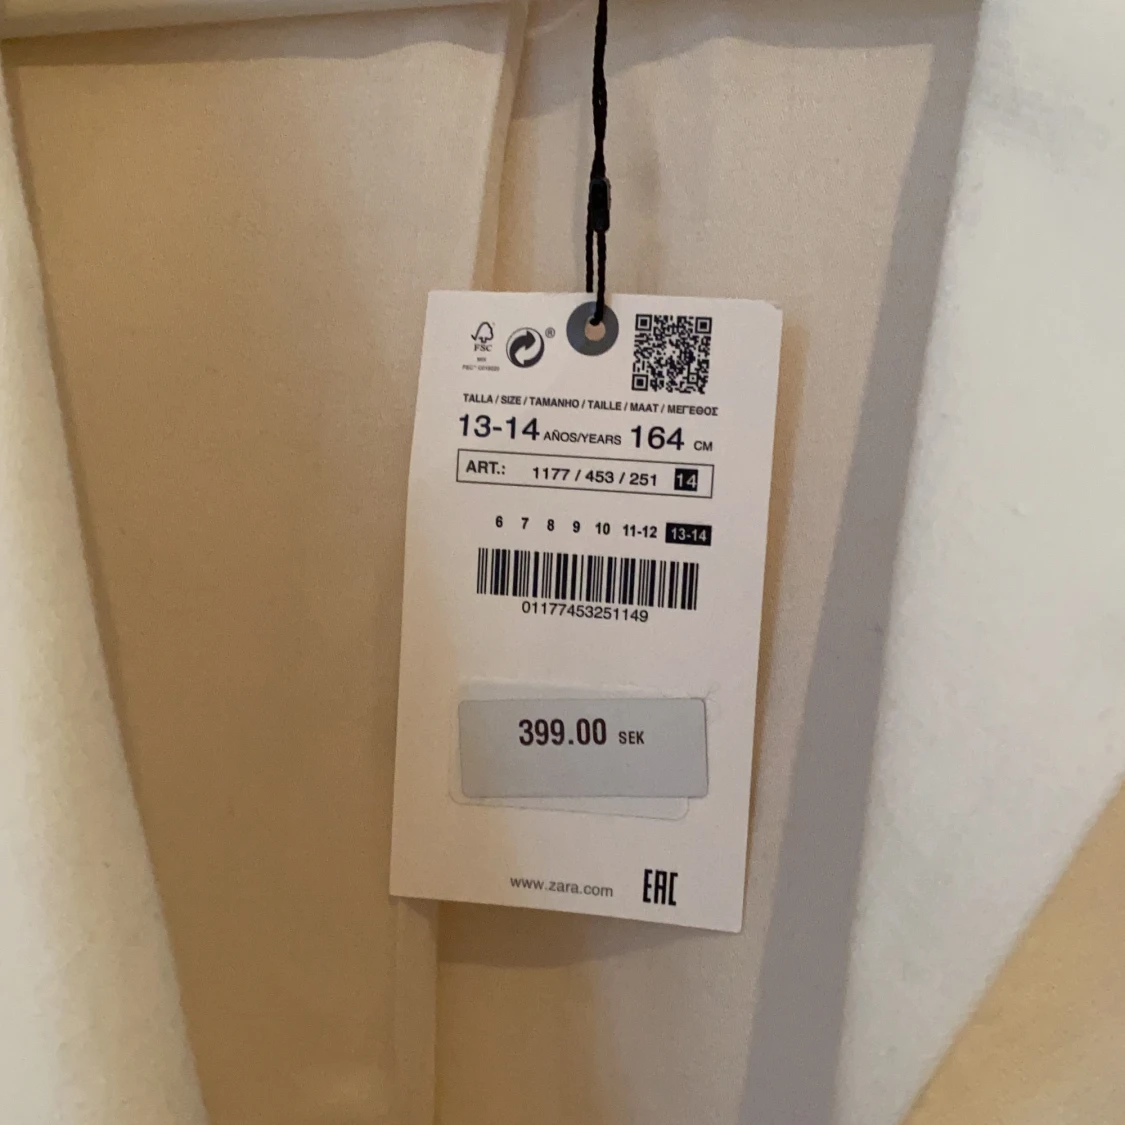 FSC
®
TALLA / SIZE / TAMANHO / TAILLE / MAAT / ΜΕΓΕΘΟΣ
13-14 AÑOS/YEARS 164 CM
ART.: 1177 / 453 / 251 14
6 7 8 9 10 11-12 13-14
01177453251149
399.00 SEK
www.zara.com
EAC